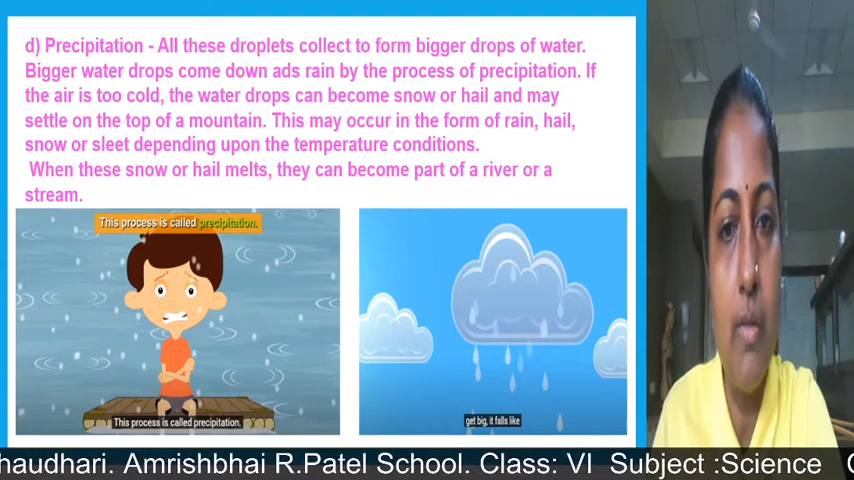 d) Precipitation - All these droplets collect to form bigger drops of water.
Bigger water drops come down ads rain by the process of precipitation. If
the air is too cold, the water drops can become snow or hail and may
settle on the top of a mountain. This may occur in the form of rain, hail,
snow or sleet depending upon the temperature conditions.
When these snow or hail melts, they can become part of a river or a
stream.
This process is called precipitation.
This process is called precipitation.
get big, it falls like
haudhari. Amrishbhai R.Patel School. Class: VI Subject :Science